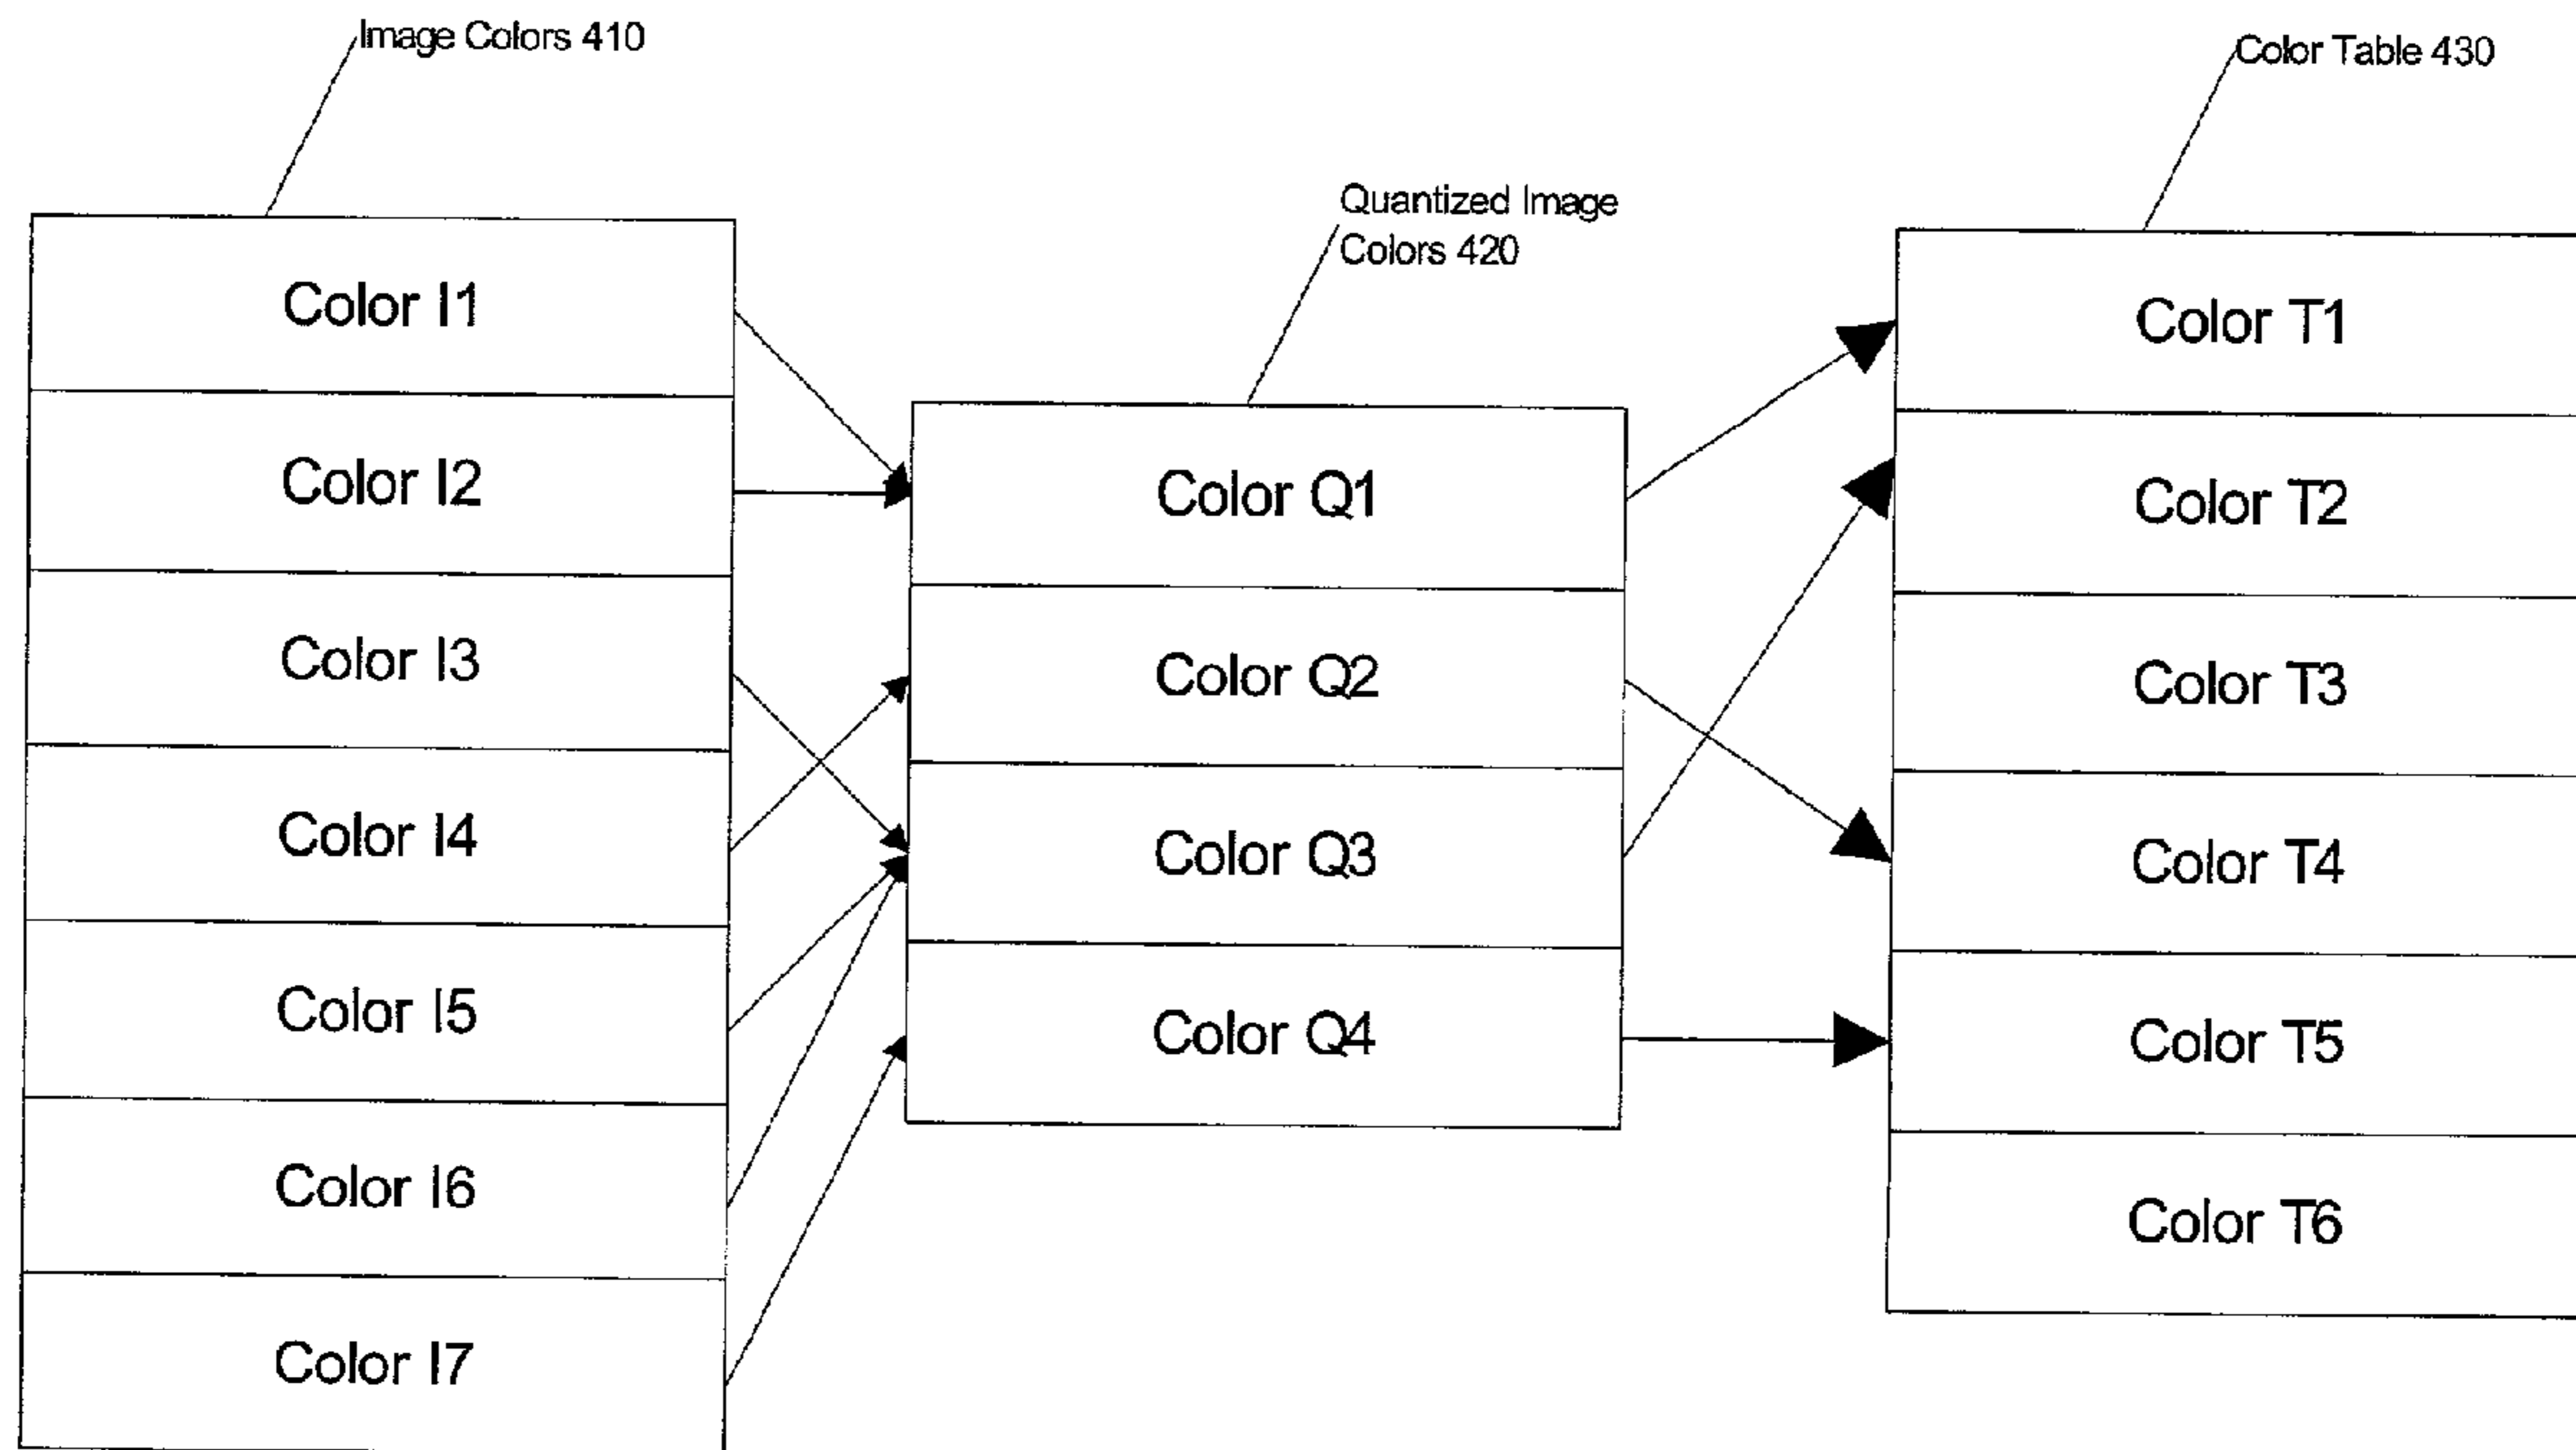 Image Colors 410
Color Table 430
Quantized Image
Colors 420
Color I1
Color I2
Color I3
Color I4
Color I5
Color I6
Color I7
Color Q1
Color Q2
Color Q3
Color Q4
Color T1
Color T2
Color T3
Color T4
Color T5
Color T6